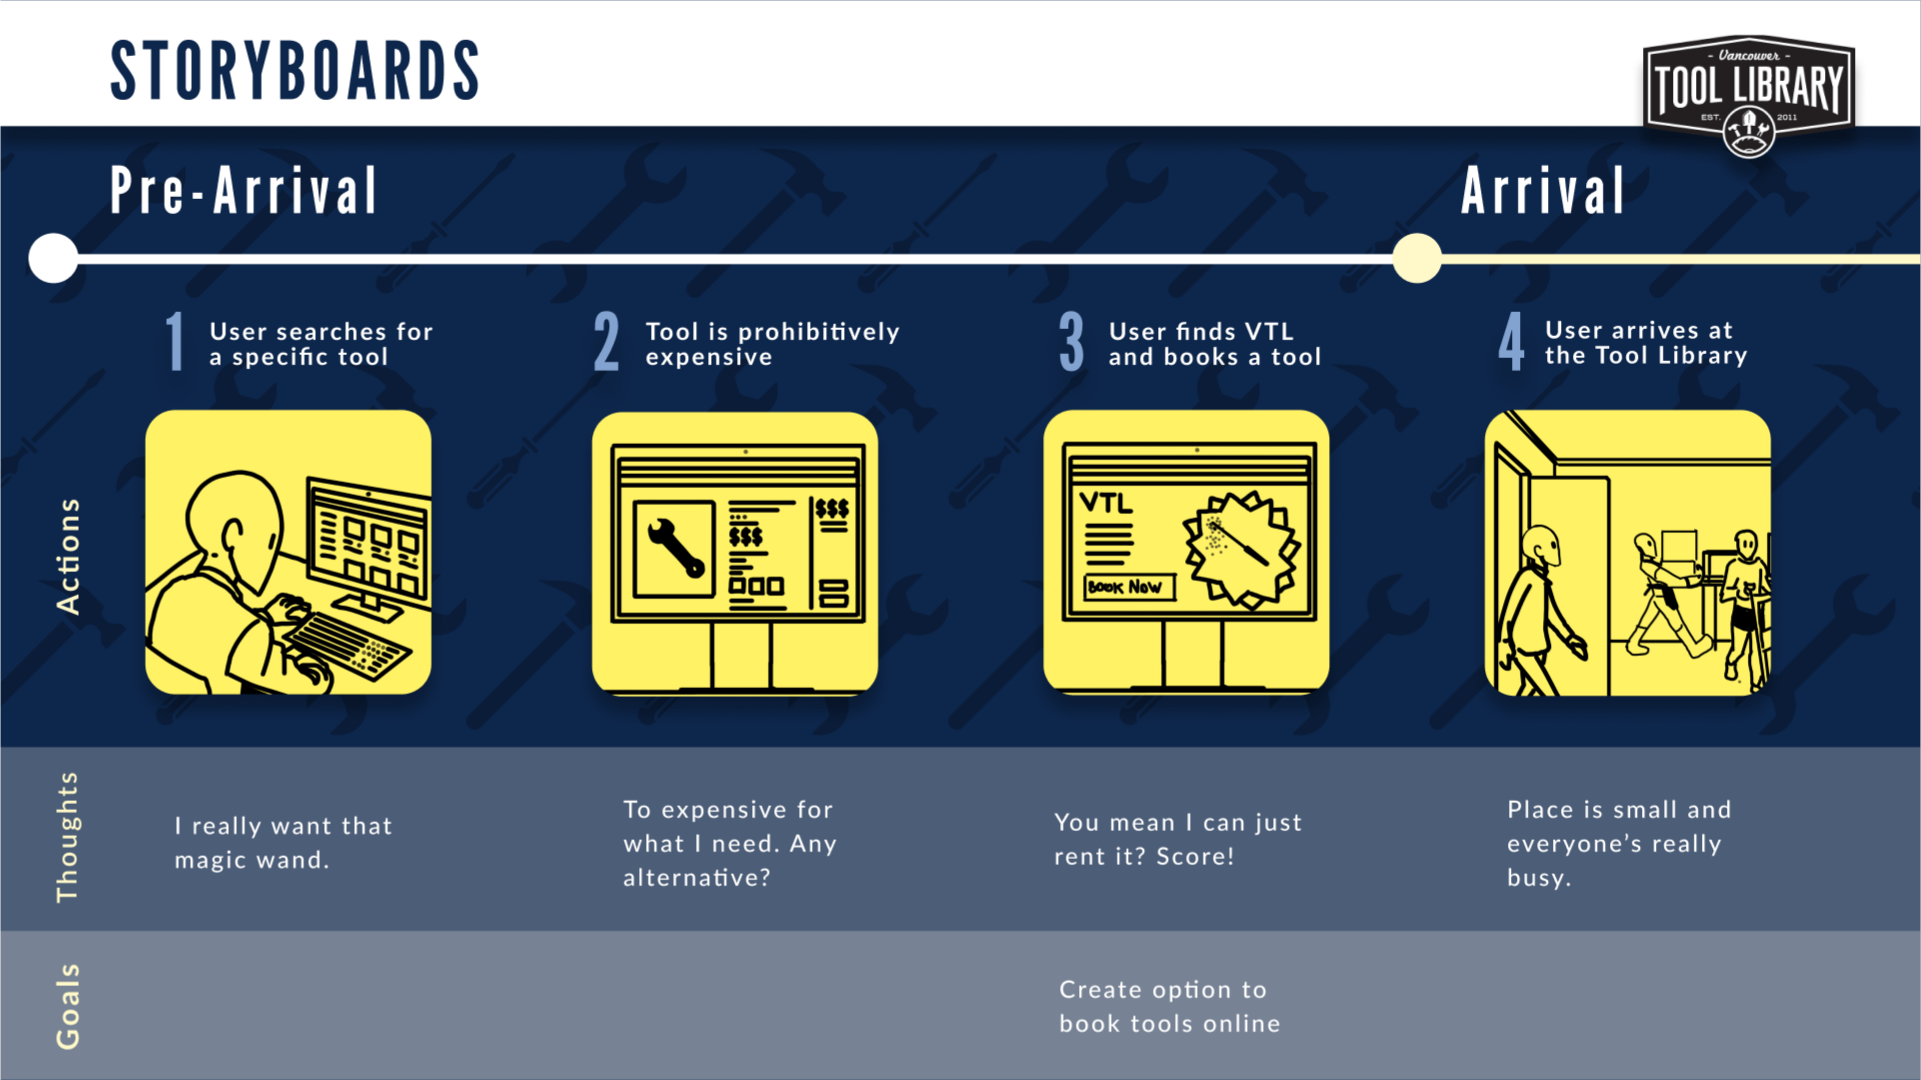 STORYBOARDS
- Vancouver -
TOOL LIBRARY
EST. 2011
Pre-Arrival
Arrival
1 User searches for
a specific tool
2 Tool is prohibitively
expensive
3 User finds VTL
and books a tool
4 User arrives at
the Tool Library
Actions
$$$
$$$
VTL
BOOK NOW
Thoughts
I really want that
magic wand.
To expensive for
what I need. Any
alternative?
You mean I can just
rent it? Score!
Place is small and
everyone’s really
busy.
Goals
Create option to
book tools online